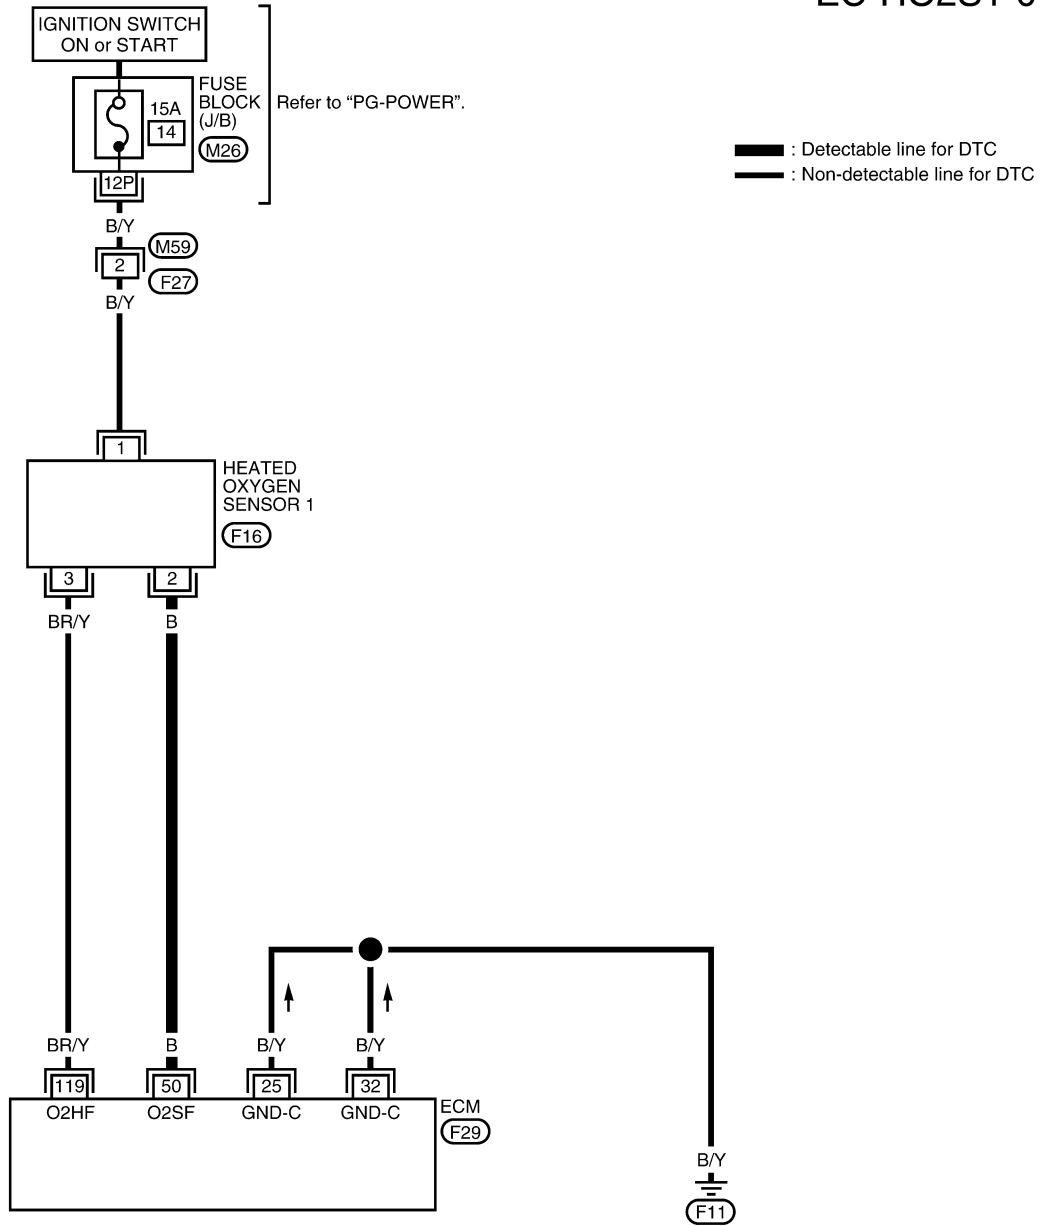 IGNITION SWITCH
ON or START
FUSE
BLOCK
(J/B)
M26
15A
14
Refer to “PG-POWER”.
: Detectable line for DTC
: Non-detectable line for DTC
12P
B/Y
M59
2
F27
B/Y
1
HEATED
OXYGEN
SENSOR 1
F16
3
2
BR/Y
B
BR/Y
B
B/Y
B/Y
119
50
25
32
O2HF
O2SF
GND-C
GND-C
ECM
F29
B/Y
F11